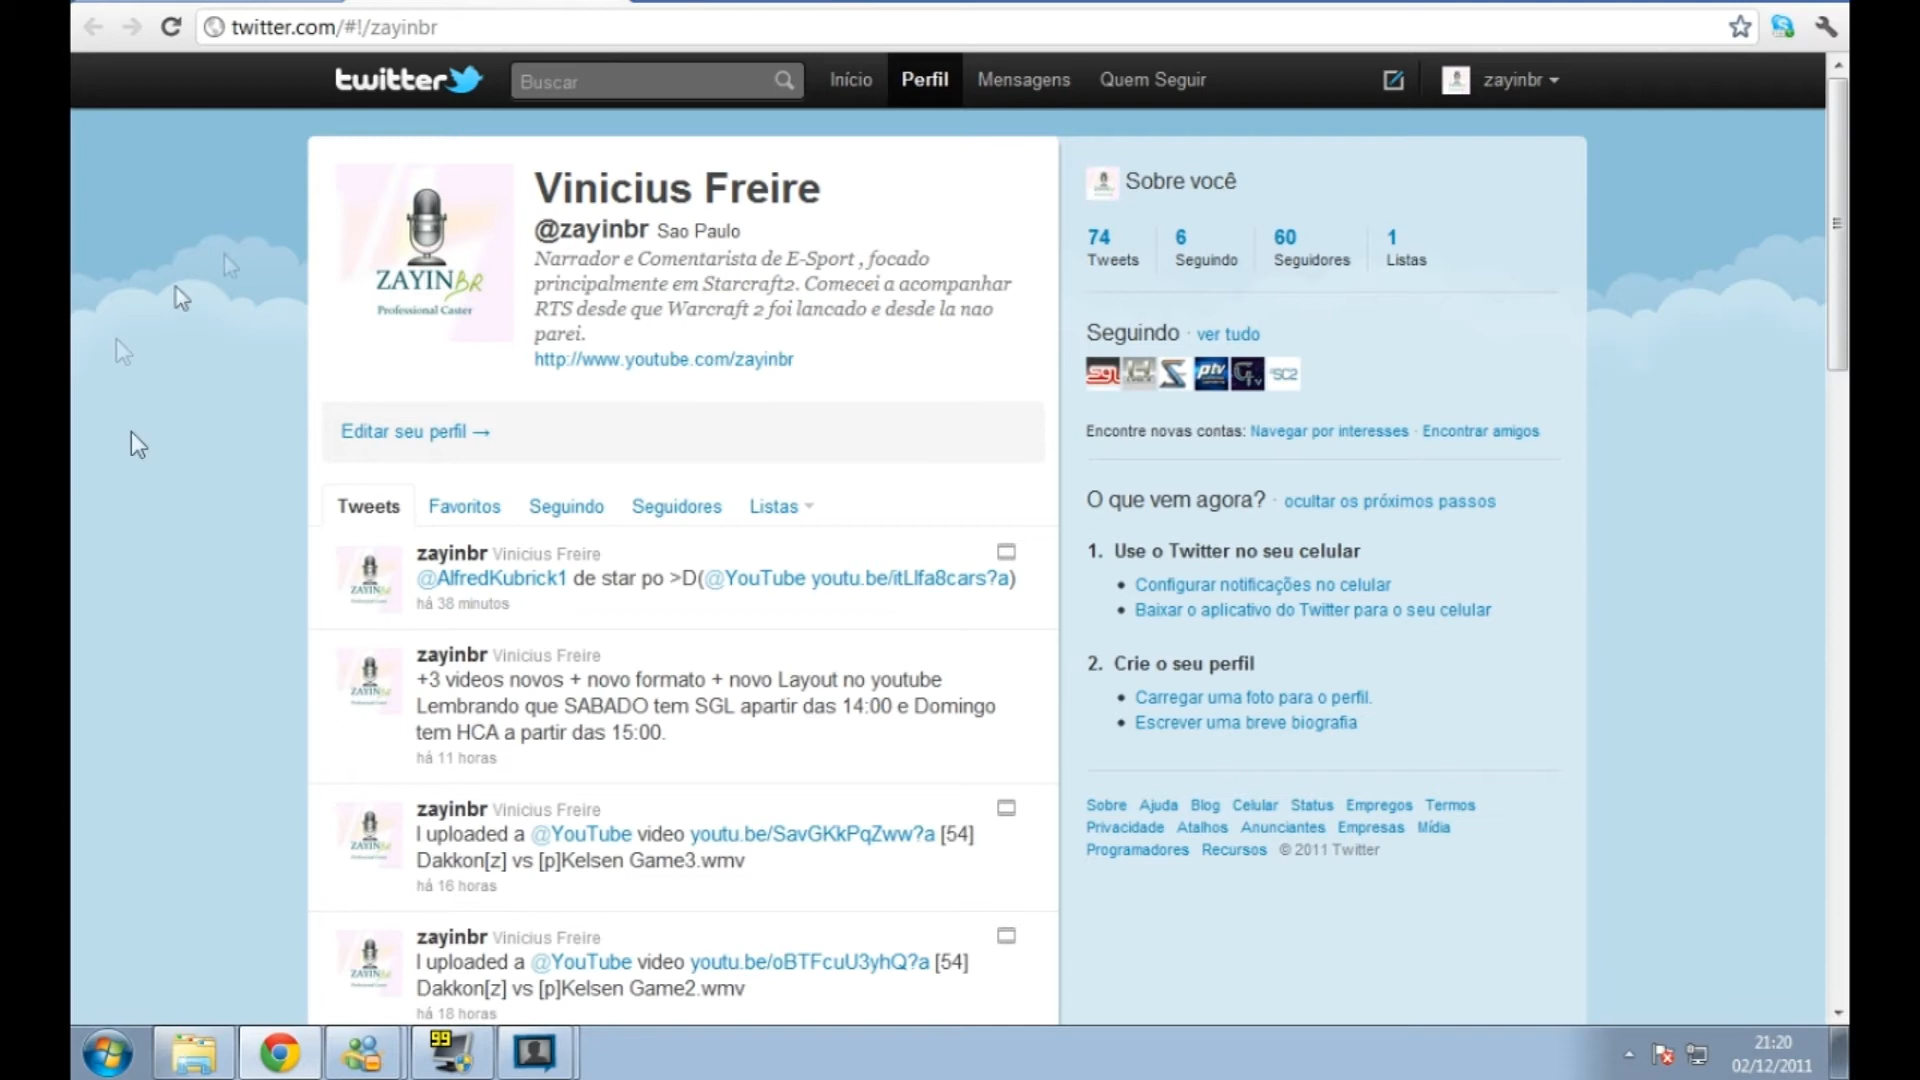 twitter.com/#!/zayinbr
twitter
Buscar
Início
Perfil
Mensagens
Quem Seguir
zayinbr
ZAYINBR
Professional Caster
Vinicius Freire
@zayinbr Sao Paulo
Narrador e Comentarista de E-Sport , focado
principalmente em Starcraft2. Comecei a acompanhar
RTS desde que Warcraft 2 foi lancado e desde la nao
parei.
http://www.youtube.com/zayinbr
Editar seu perfil →
Tweets Favoritos Seguindo Seguidores Listas
zayinbr Vinicius Freire
@AlfredKubrick1 de star po >D(@YouTube youtu.be/itLlfa8cars?a)
há 38 minutos
zayinbr Vinicius Freire
+3 videos novos + novo formato + novo Layout no youtube
Lembrando que SABADO tem SGL apartir das 14:00 e Domingo
tem HCA a partir das 15:00.
há 11 horas
zayinbr Vinicius Freire
I uploaded a @YouTube video youtu.be/SavGKkPqZww?a [54]
Dakkon[z] vs [p]Kelsen Game3.wmv
há 16 horas
zayinbr Vinicius Freire
I uploaded a @YouTube video youtu.be/oBTFcuU3yhQ?a [54]
Dakkon[z] vs [p]Kelsen Game2.wmv
há 18 horas
Sobre você
74 6 60 1
Tweets Seguindo Seguidores Listas
Seguindo · ver tudo
sgl
ptv
SC2
Encontre novas contas: Navegar por interesses · Encontrar amigos
O que vem agora? · ocultar os próximos passos
1. Use o Twitter no seu celular
• Configurar notificações no celular
• Baixar o aplicativo do Twitter para o seu celular
2. Crie o seu perfil
• Carregar uma foto para o perfil.
• Escrever uma breve biografia
Sobre Ajuda Blog Celular Status Empregos Termos
Privacidade Atalhos Anunciantes Empresas Mídia
Programadores Recursos © 2011 Twitter
99
21:20
02/12/2011